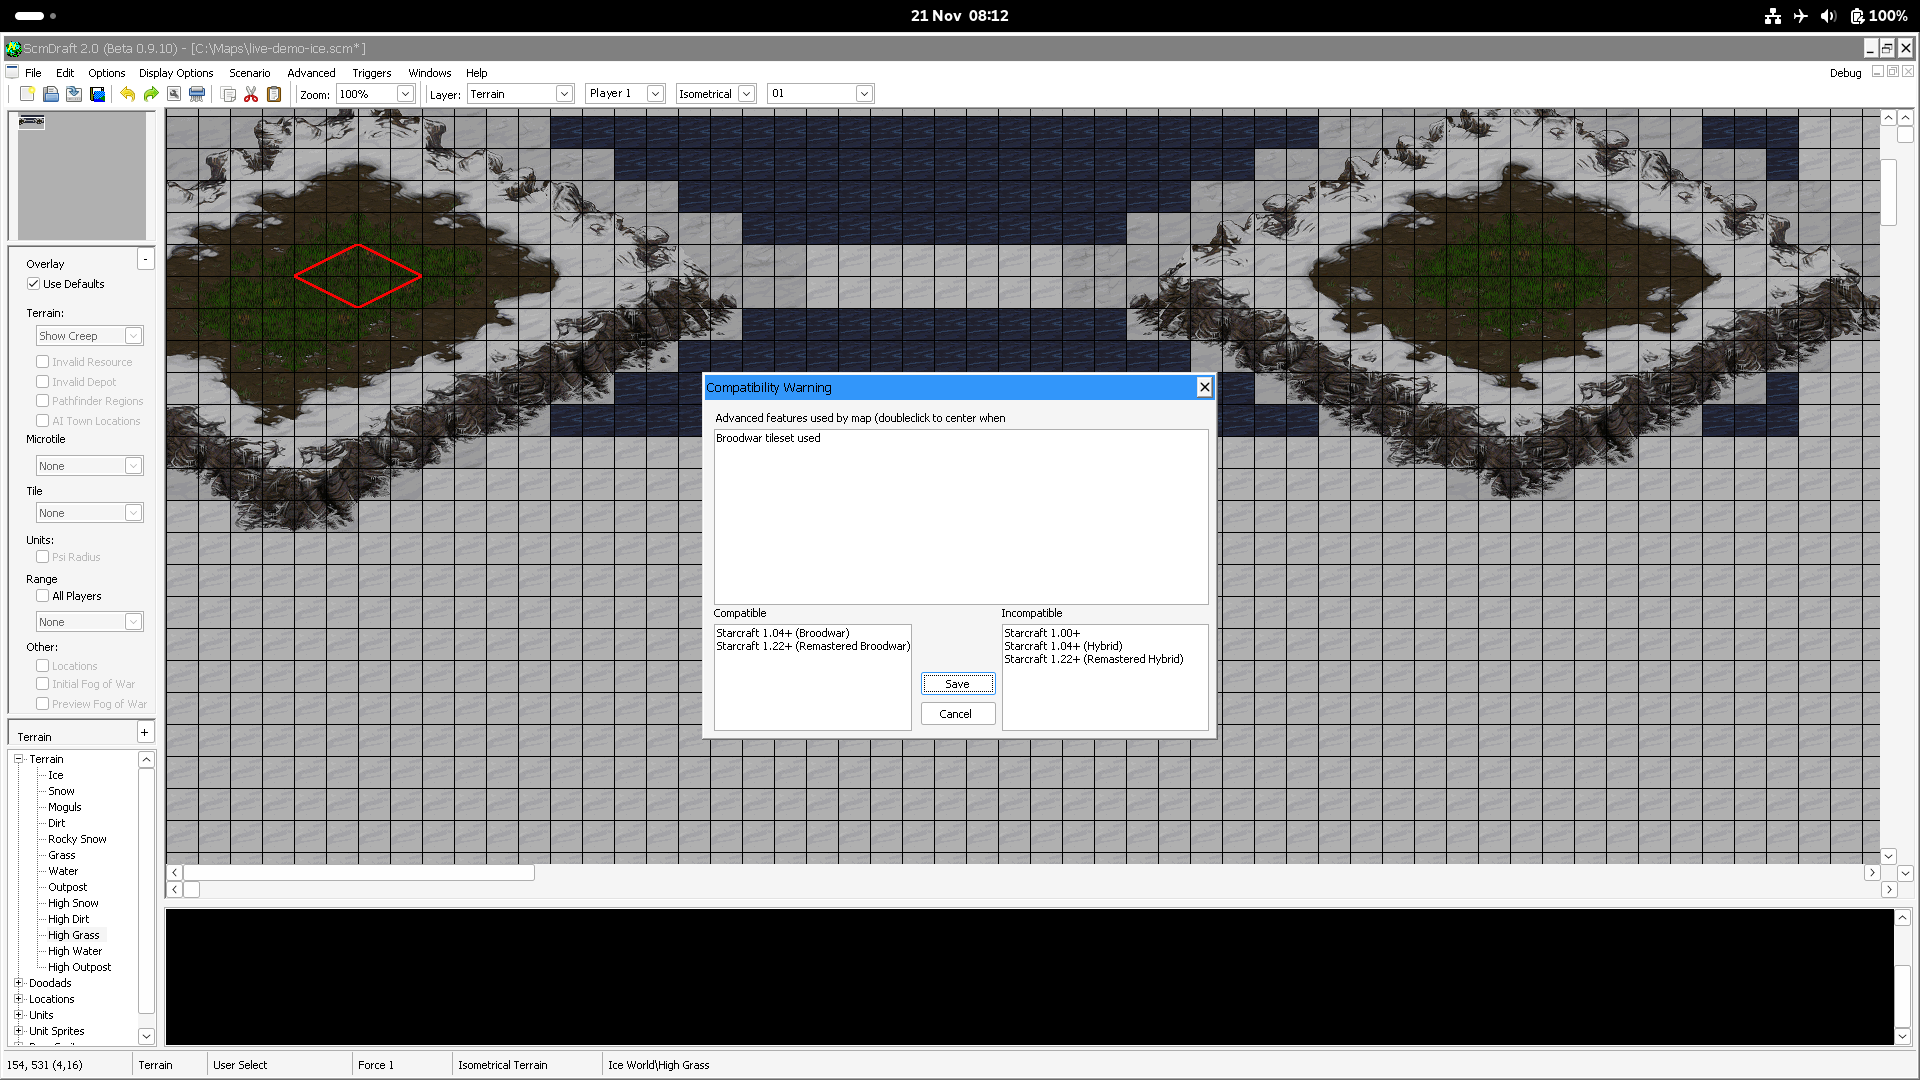 21 Nov 08:12
100%
ScmDraft 2.0 (Beta 0.9.10) - [C:\Maps\live-demo-ice.scm*]
File Edit Options Display Options Scenario Advanced Triggers Windows Help
Debug
Zoom: 100% Layer: Terrain Player 1 Isometrical 01
Overlay
-
Use Defaults
Terrain:
Show Creep
Invalid Resource
Invalid Depot
Pathfinder Regions
AI Town Locations
Microtile
None
Tile
None
Units:
Psi Radius
Range
All Players
None
Other:
Locations
Initial Fog of War
Preview Fog of War
Terrain
+
Terrain
Ice
Snow
Moguls
Dirt
Rocky Snow
Grass
Water
Outpost
High Snow
High Dirt
High Grass
High Water
High Outpost
Doodads
Locations
Units
Unit Sprites
Compatibility Warning
Advanced features used by map (doubleclick to center when
Broodwar tileset used
Compatible
Starcraft 1.04+ (Broodwar)
Starcraft 1.22+ (Remastered Broodwar)
Save
Cancel
Incompatible
Starcraft 1.00+
Starcraft 1.04+ (Hybrid)
Starcraft 1.22+ (Remastered Hybrid)
154, 531 (4,16) Terrain User Select Force 1 Isometrical Terrain Ice World\High Grass